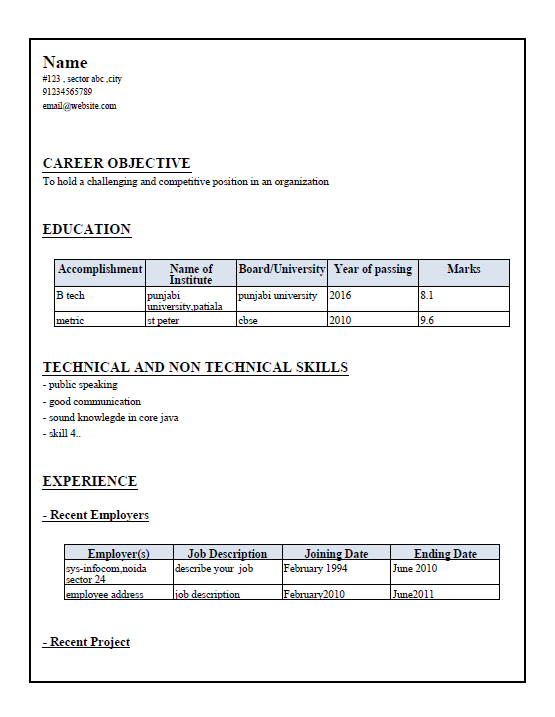 Name
#123 , sector abc ,city
91234565789
email@website.com
CAREER OBJECTIVE
To hold a challenging and competitive position in an organization
EDUCATION
Accomplishment Name of Institute Board/University Year of passing Marks
B tech punjabi university,patiala punjabi university 2016 8.1
metric st peter cbse 2010 9.6
TECHNICAL AND NON TECHNICAL SKILLS
- public speaking
- good communication
- sound knowlegde in core java
- skill 4..
EXPERIENCE
- Recent Employers
Employer(s) Job Description Joining Date Ending Date
sys-infocom,noida sector 24 describe your job February 1994 June 2010
employee address job description February2010 June2011
- Recent Project